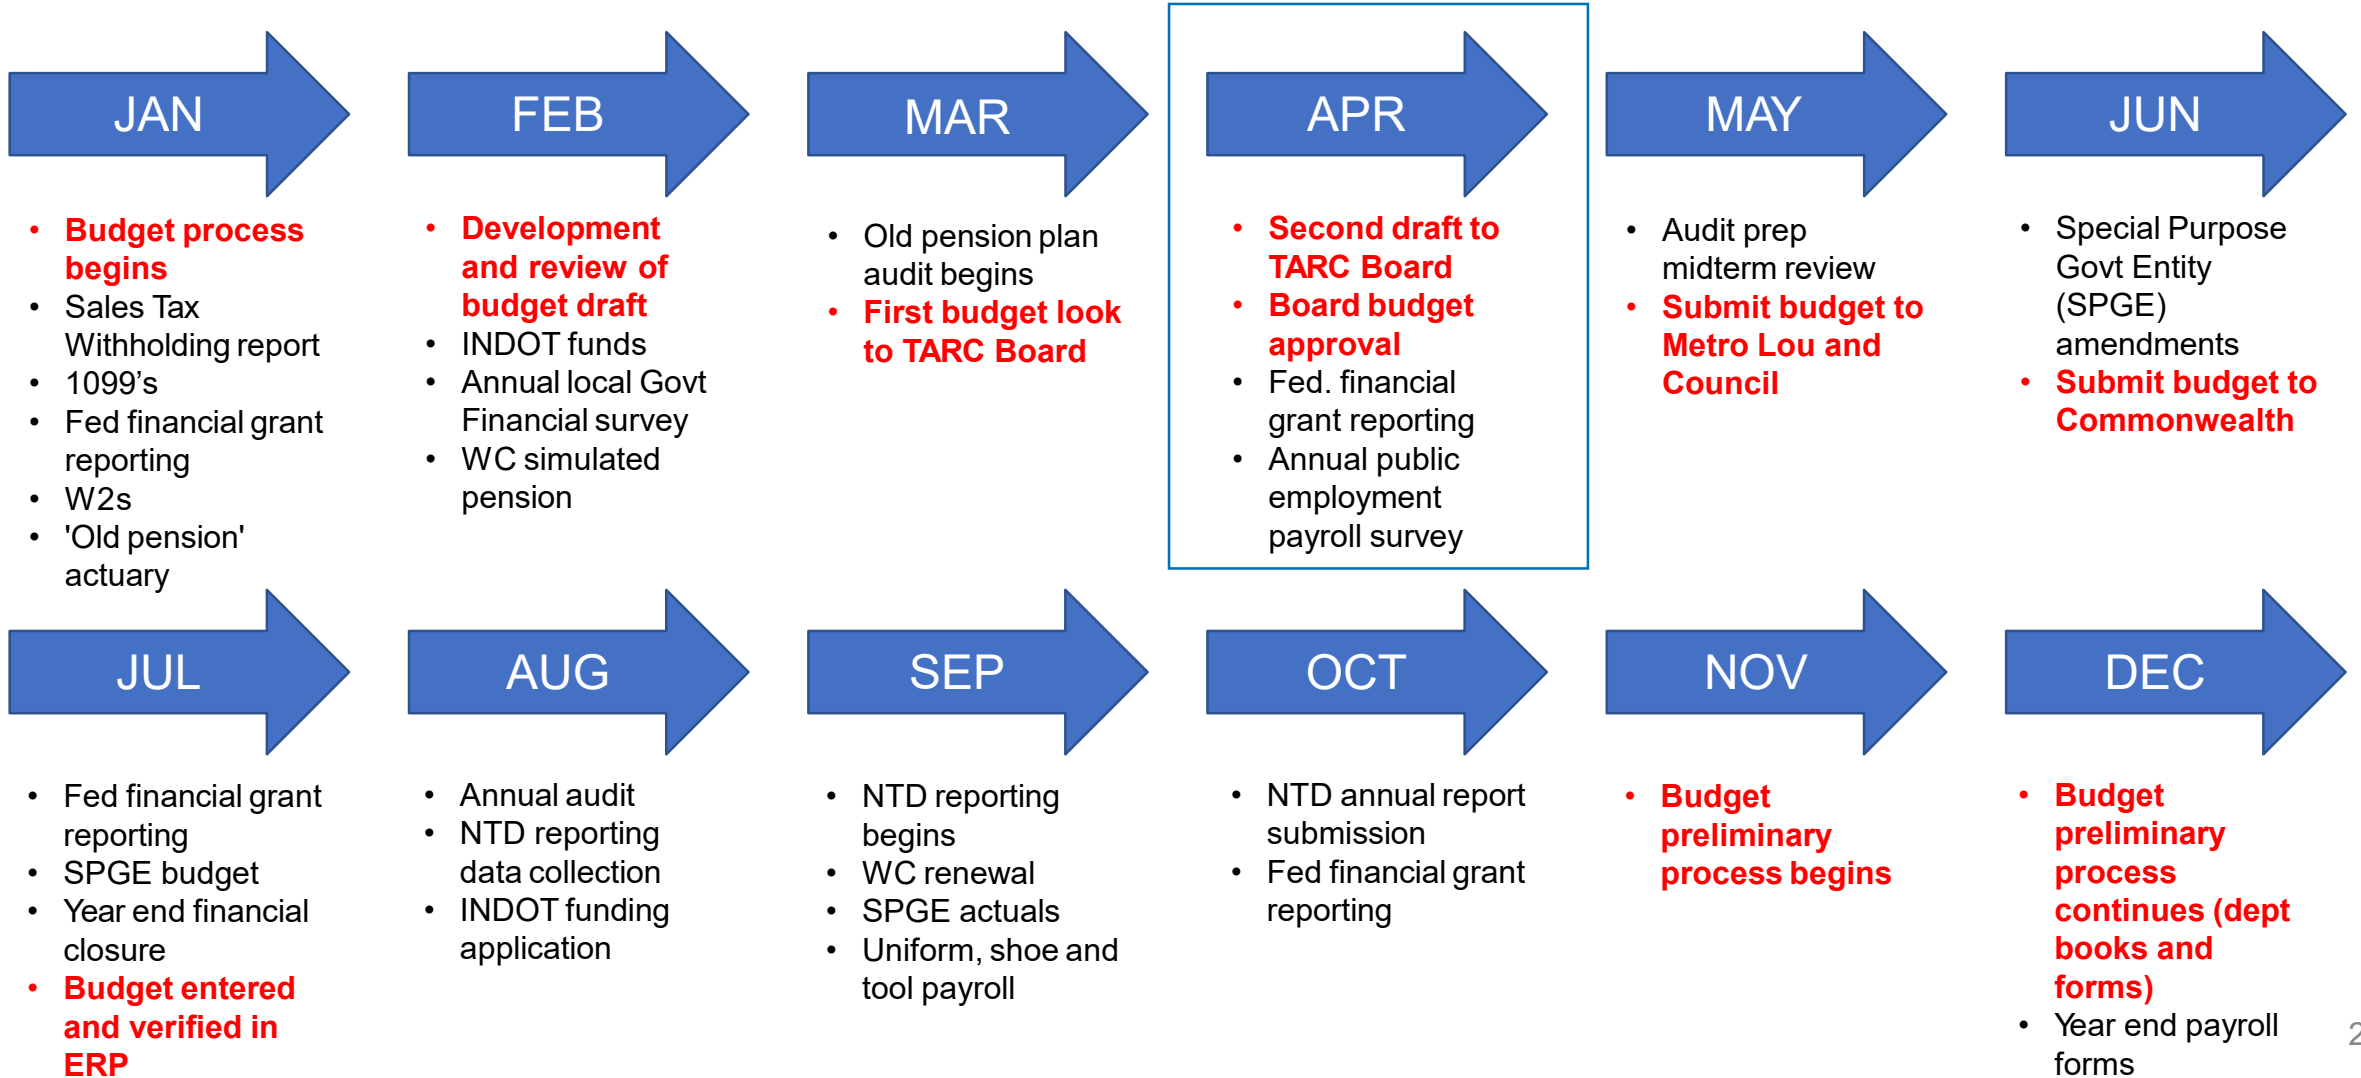 JAN
• Budget process
begins
• Sales Tax
Withholding report
• 1099’s
• Fed financial grant
reporting
• W2s
• 'Old pension'
actuary
FEB
• Development
and review of
budget draft
• INDOT funds
• Annual local Govt
Financial survey
• WC simulated
pension
MAR
• Old pension plan
audit begins
• First budget look
to TARC Board
APR
• Second draft to
TARC Board
• Board budget
approval
• Fed. financial
grant reporting
• Annual public
employment
payroll survey
MAY
• Audit prep
midterm review
• Submit budget to
Metro Lou and
Council
JUN
• Special Purpose
Govt Entity
(SPGE)
amendments
• Submit budget to
Commonwealth
JUL
• Fed financial grant
reporting
• SPGE budget
• Year end financial
closure
• Budget entered
and verified in
ERP
AUG
• Annual audit
• NTD reporting
data collection
• INDOT funding
application
SEP
• NTD reporting
begins
• WC renewal
• SPGE actuals
• Uniform, shoe and
tool payroll
OCT
• NTD annual report
submission
• Fed financial grant
reporting
NOV
• Budget
preliminary
process begins
DEC
• Budget
preliminary
process
continues (dept
books and
forms)
• Year end payroll
forms
2